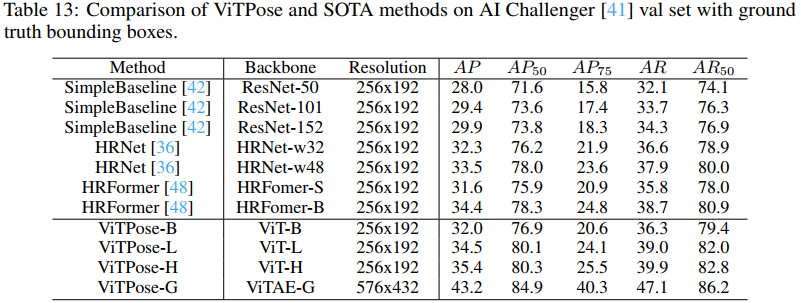 Table 13: Comparison of ViTPose and SOTA methods on AI Challenger [41] val set with ground
truth bounding boxes.
Method Backbone Resolution AP AP50 AP75 AR AR50
SimpleBaseline [42] ResNet-50 256x192 28.0 71.6 15.8 32.1 74.1
SimpleBaseline [42] ResNet-101 256x192 29.4 73.6 17.4 33.7 76.3
SimpleBaseline [42] ResNet-152 256x192 29.9 73.8 18.3 34.3 76.9
HRNet [36] HRNet-w32 256x192 32.3 76.2 21.9 36.6 78.9
HRNet [36] HRNet-w48 256x192 33.5 78.0 23.6 37.9 80.0
HRFormer [48] HRFomer-S 256x192 31.6 75.9 20.9 35.8 78.0
HRFormer [48] HRFomer-B 256x192 34.4 78.3 24.8 38.7 80.9
ViTPose-B ViT-B 256x192 32.0 76.9 20.6 36.3 79.4
ViTPose-L ViT-L 256x192 34.5 80.1 24.1 39.0 82.0
ViTPose-H ViT-H 256x192 35.4 80.3 25.5 39.9 82.8
ViTPose-G ViTAE-G 576x432 43.2 84.9 40.3 47.1 86.2